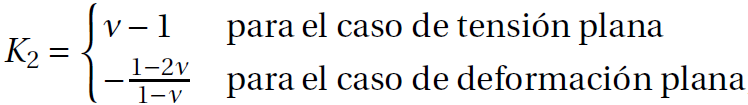 K₂ = { ν − 1 para el caso de tensión plana
−(1−2ν)/(1−ν) para el caso de deformación plana